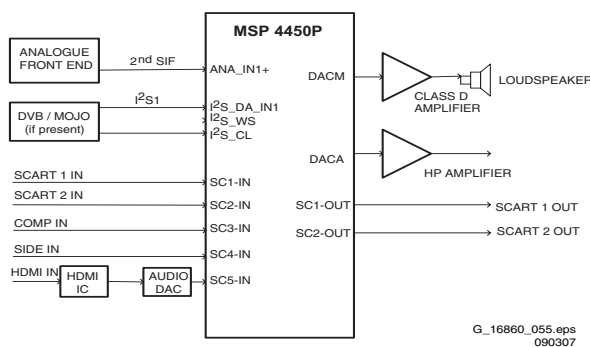 MSP 4450P
ANALOGUE
FRONT END
2nd SIF
ANA_IN1+
DVB / MOJO
(if present)
I²S1
I²S_DA_IN1
I²S_WS
I²S_CL
SCART 1 IN
SC1-IN
SCART 2 IN
SC2-IN
COMP IN
SC3-IN
SIDE IN
SC4-IN
HDMI IN
HDMI
IC
AUDIO
DAC
SC5-IN
DACM
CLASS D
AMPLIFIER
LOUDSPEAKER
DACA
HP AMPLIFIER
SC1-OUT
SCART 1 OUT
SC2-OUT
SCART 2 OUT
G_16860_055.eps
090307